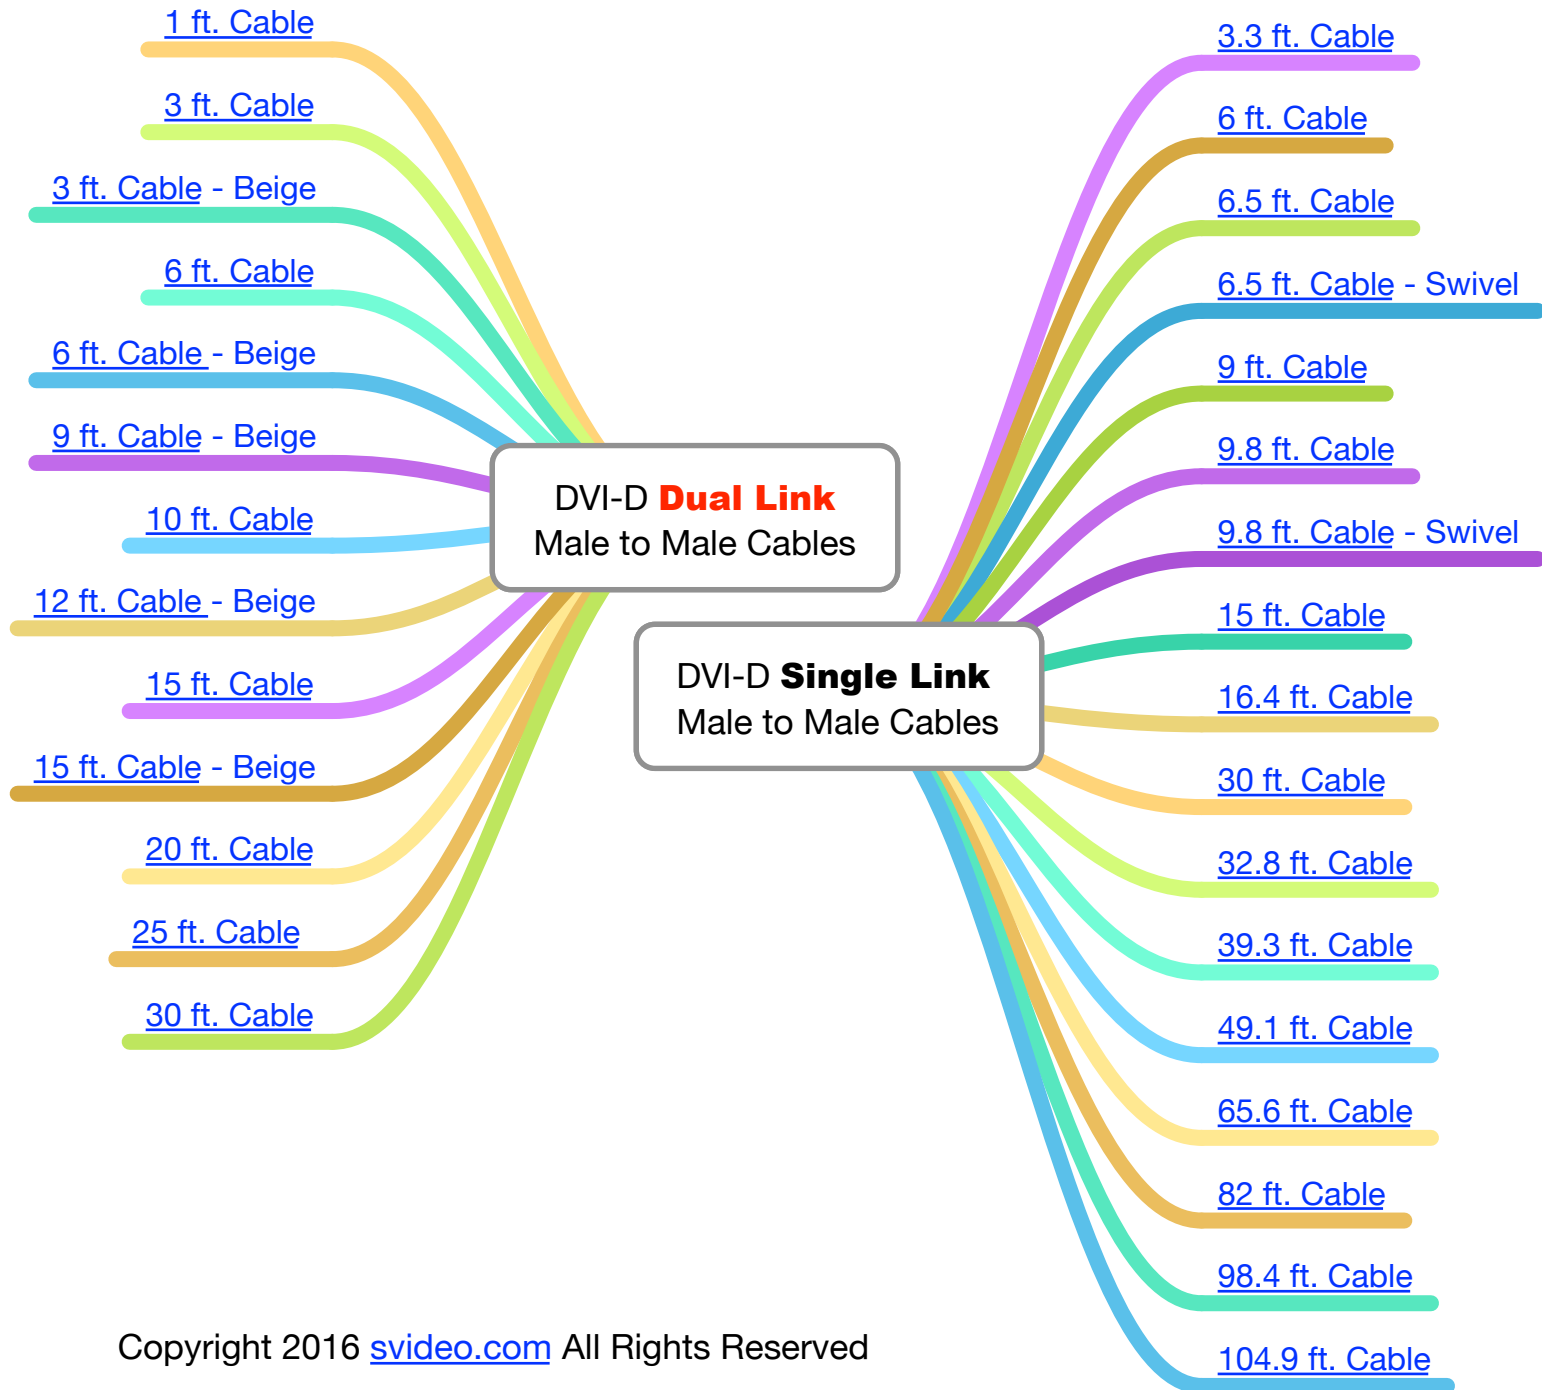 1 ft. Cable
3 ft. Cable
3 ft. Cable - Beige
6 ft. Cable
6 ft. Cable - Beige
9 ft. Cable - Beige
10 ft. Cable
12 ft. Cable - Beige
15 ft. Cable
15 ft. Cable - Beige
20 ft. Cable
25 ft. Cable
30 ft. Cable
DVI-D Dual Link
Male to Male Cables
DVI-D Single Link
Male to Male Cables
3.3 ft. Cable
6 ft. Cable
6.5 ft. Cable
6.5 ft. Cable - Swivel
9 ft. Cable
9.8 ft. Cable
9.8 ft. Cable - Swivel
15 ft. Cable
16.4 ft. Cable
30 ft. Cable
32.8 ft. Cable
39.3 ft. Cable
49.1 ft. Cable
65.6 ft. Cable
82 ft. Cable
98.4 ft. Cable
104.9 ft. Cable
Copyright 2016 svideo.com All Rights Reserved